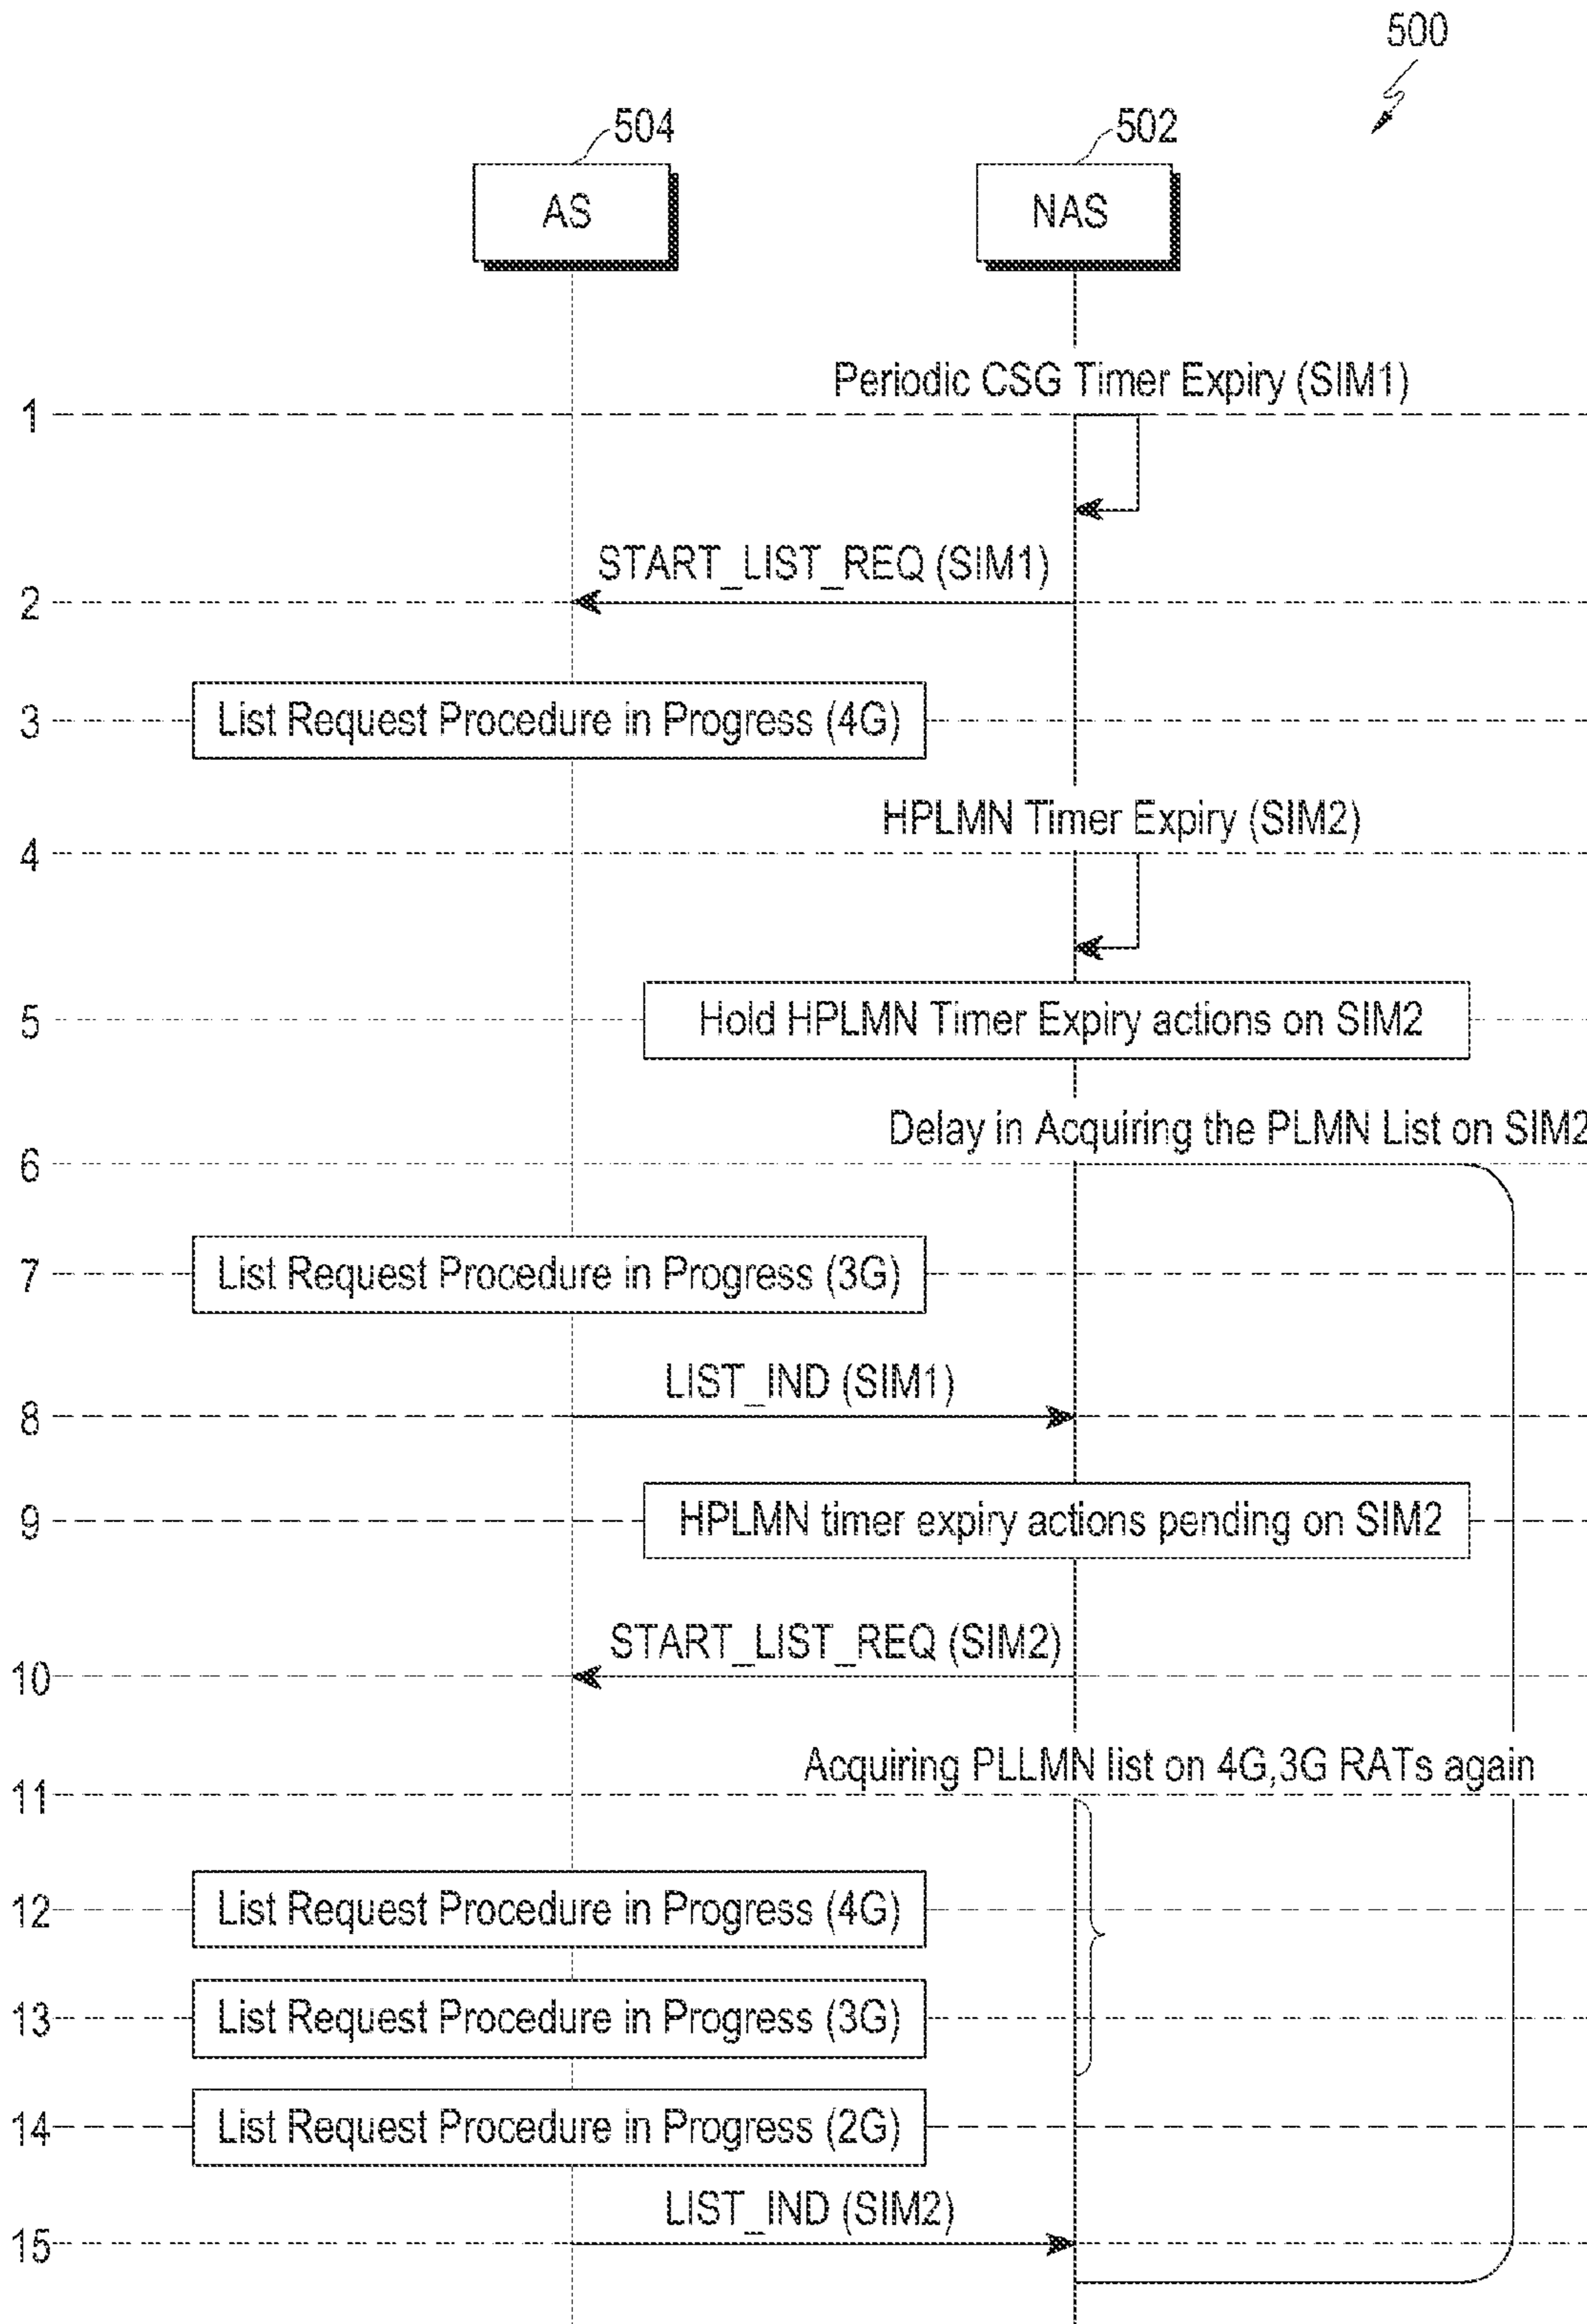 500
504
502
AS
NAS
Periodic CSG Timer Expiry (SIM1)
1
START_LIST_REQ (SIM1)
2
3 List Request Procedure in Progress (4G)
HPLMN Timer Expiry (SIM2)
4
5 Hold HPLMN Timer Expiry actions on SIM2
Delay in Acquiring the PLMN List on SIM2
6
7 List Request Procedure in Progress (3G)
LIST_IND (SIM1)
8
9 HPLMN timer expiry actions pending on SIM2
START_LIST_REQ (SIM2)
10
Acquiring PLLMN list on 4G,3G RATs again
11
12 List Request Procedure in Progress (4G)
13 List Request Procedure in Progress (3G)
14 List Request Procedure in Progress (2G)
LIST_IND (SIM2)
15